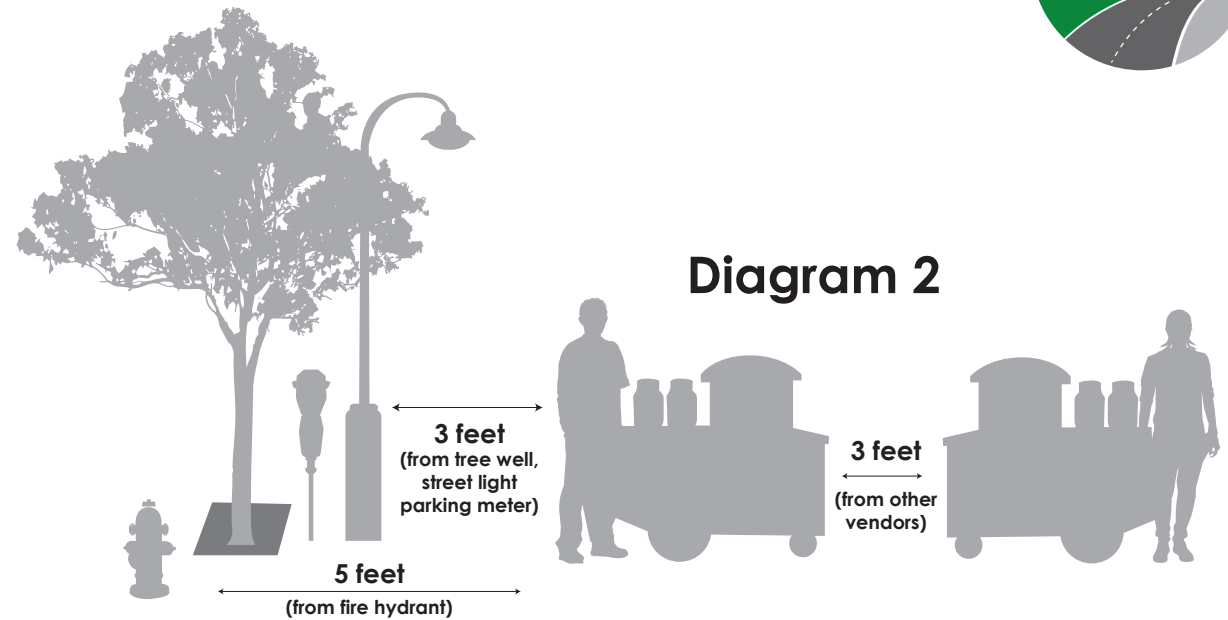 Diagram 2
3 feet
(from tree well,
street light
parking meter)
3 feet
(from other
vendors)
5 feet
(from fire hydrant)